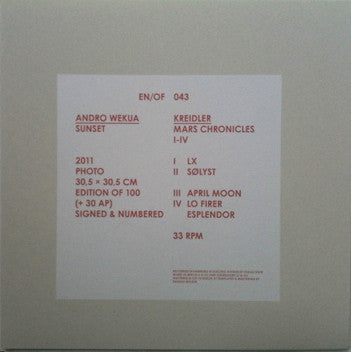 EN/OF 043
ANDRO WEKUA
SUNSET
2011
PHOTO
30,5 × 30,5 CM
EDITION OF 100
(+ 30 AP)
SIGNED & NUMBERED
KREIDLER
MARS CHRONICLES
I-IV
I LX
II SØLYST
III APRIL MOON
IV LO FIRER
ESPLENDOR
33 RPM